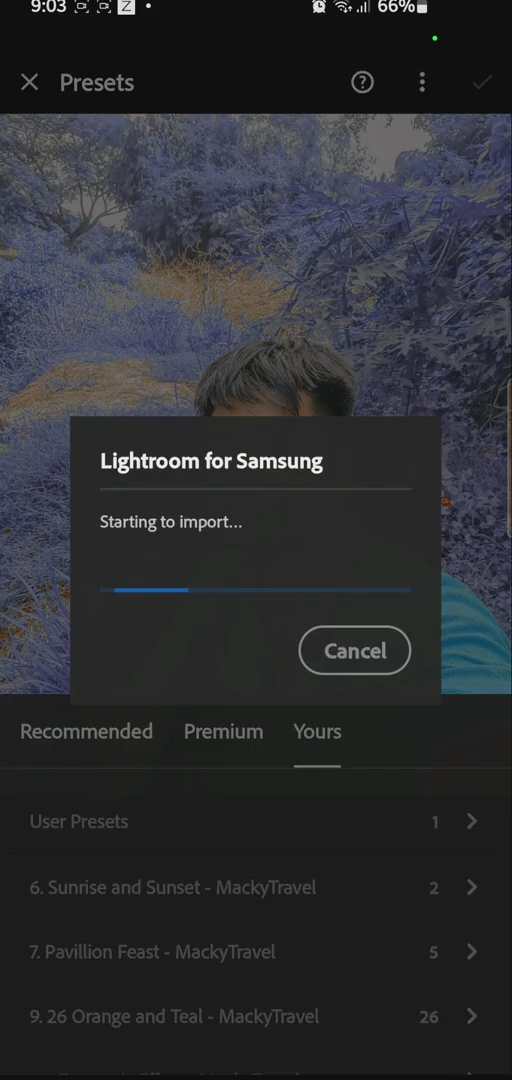 9:03 Z 66%
Presets
Lightroom for Samsung
Starting to import...
Cancel
Recommended Premium Yours
User Presets 1
6. Sunrise and Sunset - MackyTravel 2
7. Pavillion Feast - MackyTravel 5
9. 26 Orange and Teal - MackyTravel 26